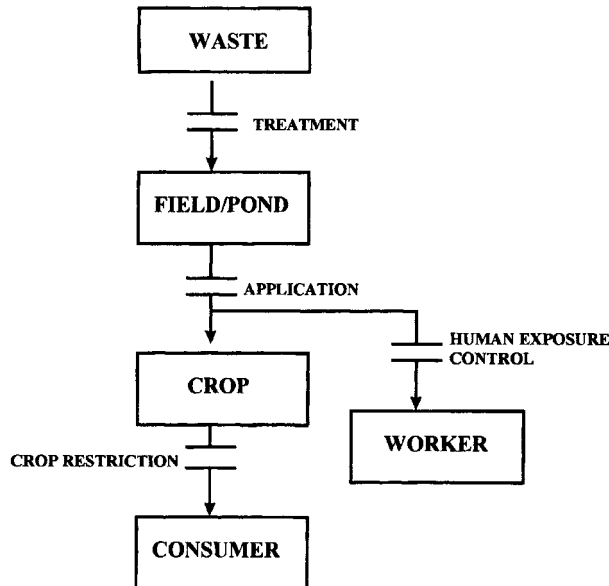 WASTE
TREATMENT
FIELD/POND
APPLICATION
HUMAN EXPOSURE
CONTROL
CROP
WORKER
CROP RESTRICTION
CONSUMER